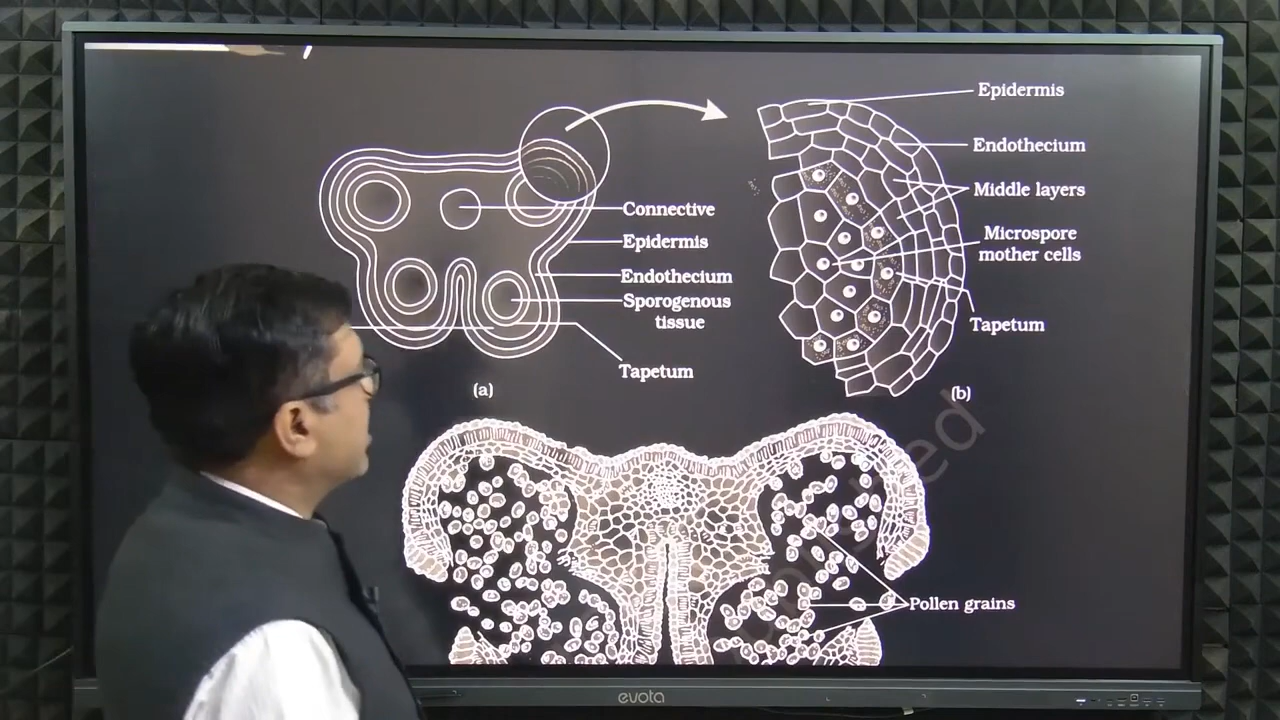 Epidermis
Endothecium
Middle layers
Microspore
mother cells
Tapetum
(b)
Connective
Epidermis
Endothecium
Sporogenous
tissue
Tapetum
(a)
Pollen grains
evota